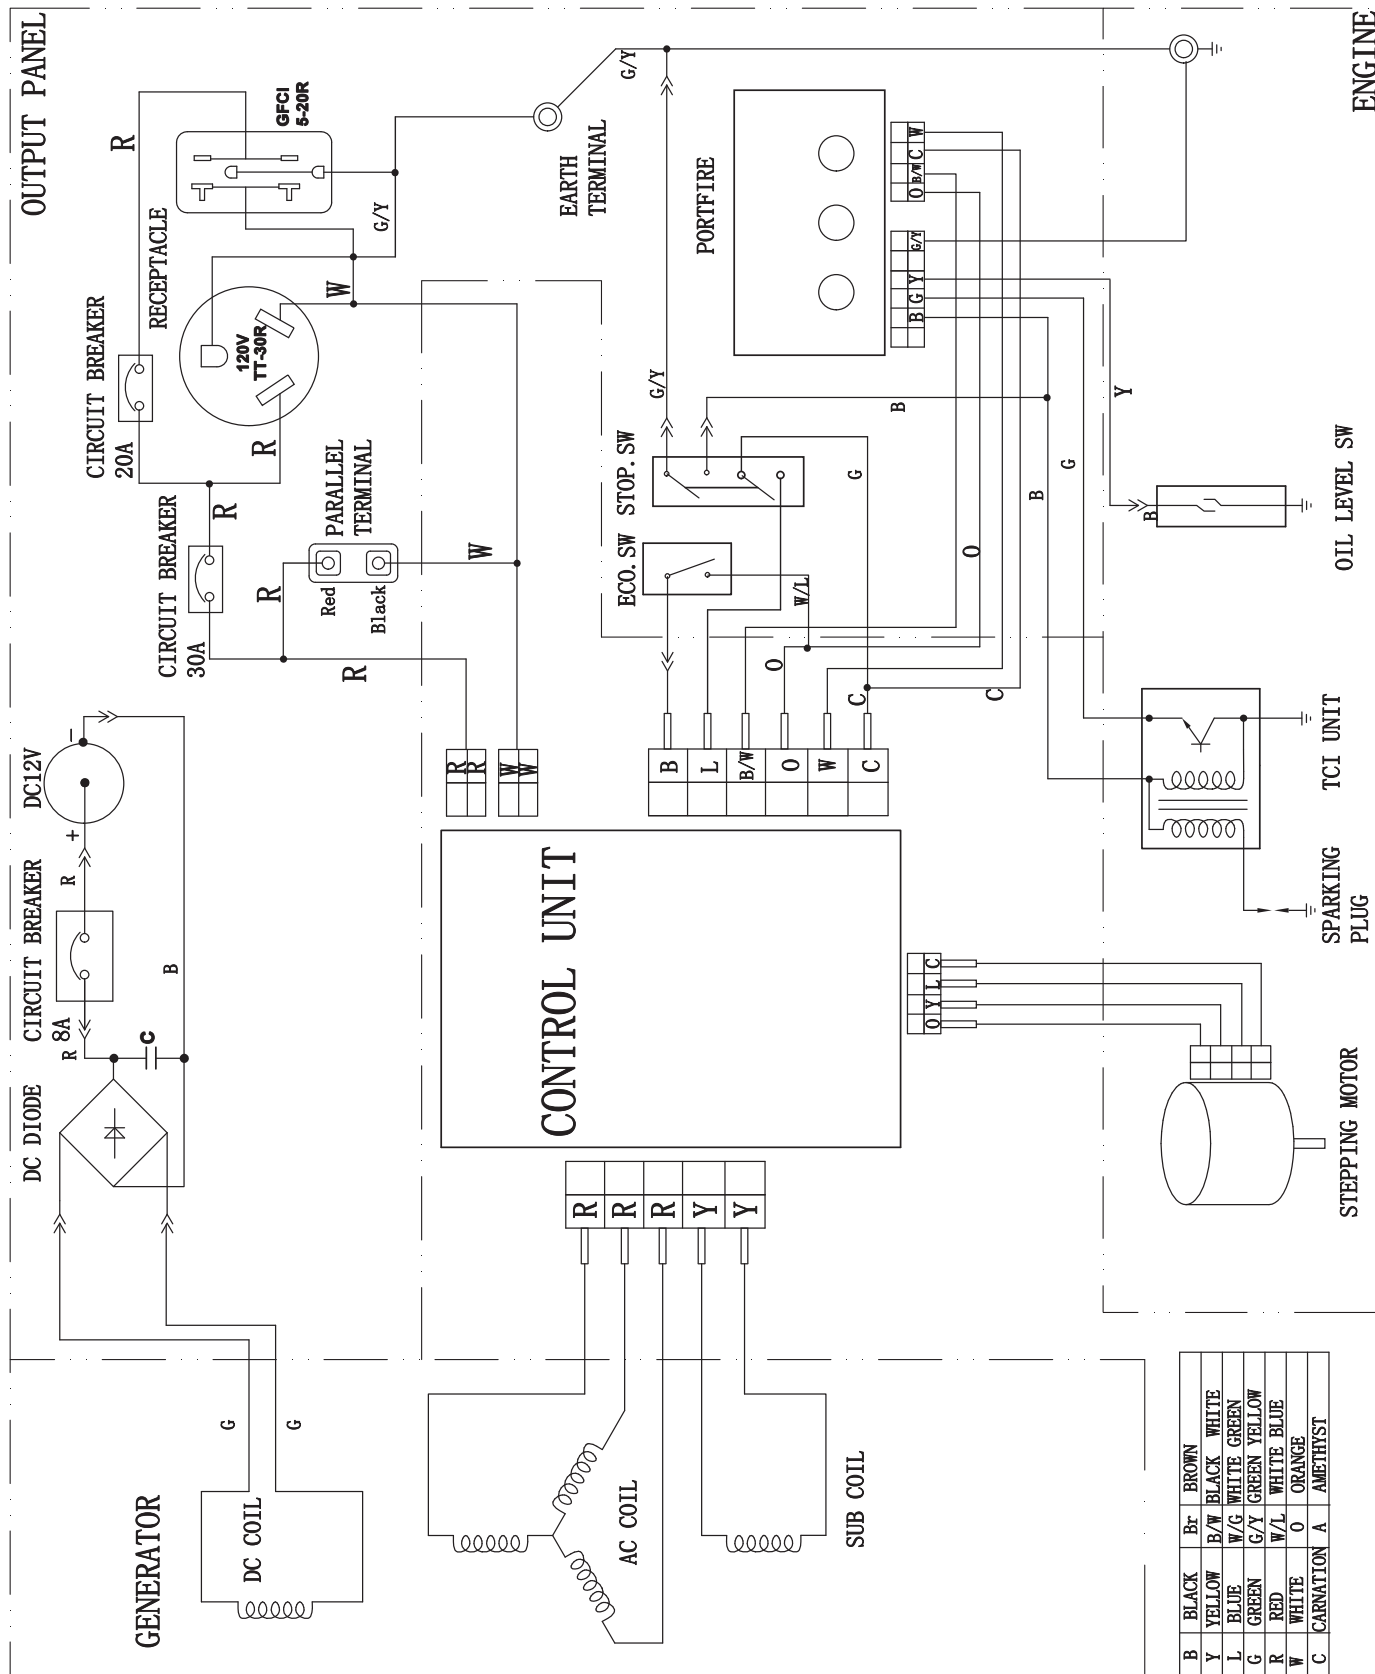 OUTPUT PANEL
ENGINE
GENERATOR
R
GFCI
5-20R
RECEPTACLE
G/Y
CIRCUIT BREAKER
20A
120V
TT-30R
W
R
R
CIRCUIT BREAKER
30A
PARALLEL
TERMINAL
Red
Black
R
W
R
EARTH
TERMINAL
G/Y
DC12V
-
+
R
CIRCUIT BREAKER
8A
R
B
C
DC DIODE
G
G
DC COIL
PORTFIRE
W
C
B/W
O
G/Y
Y
G
B
G/Y
STOP.SW
ECO.SW
B
G
W/L
O
B
G
Y
O
C
C
R
R
W
W
B
L
B/W
O
W
C
CONTROL UNIT
O
Y
L
C
R
R
R
Y
Y
AC COIL
SUB COIL
B
OIL LEVEL SW
TCI UNIT
SPARKING
PLUG
STEPPING MOTOR
B BLACK Br BROWN
Y YELLOW B/W BLACK WHITE
L BLUE W/G WHITE GREEN
G GREEN G/Y GREEN YELLOW
R RED W/L WHITE BLUE
W WHITE O ORANGE
C CARNATION A AMETHYST